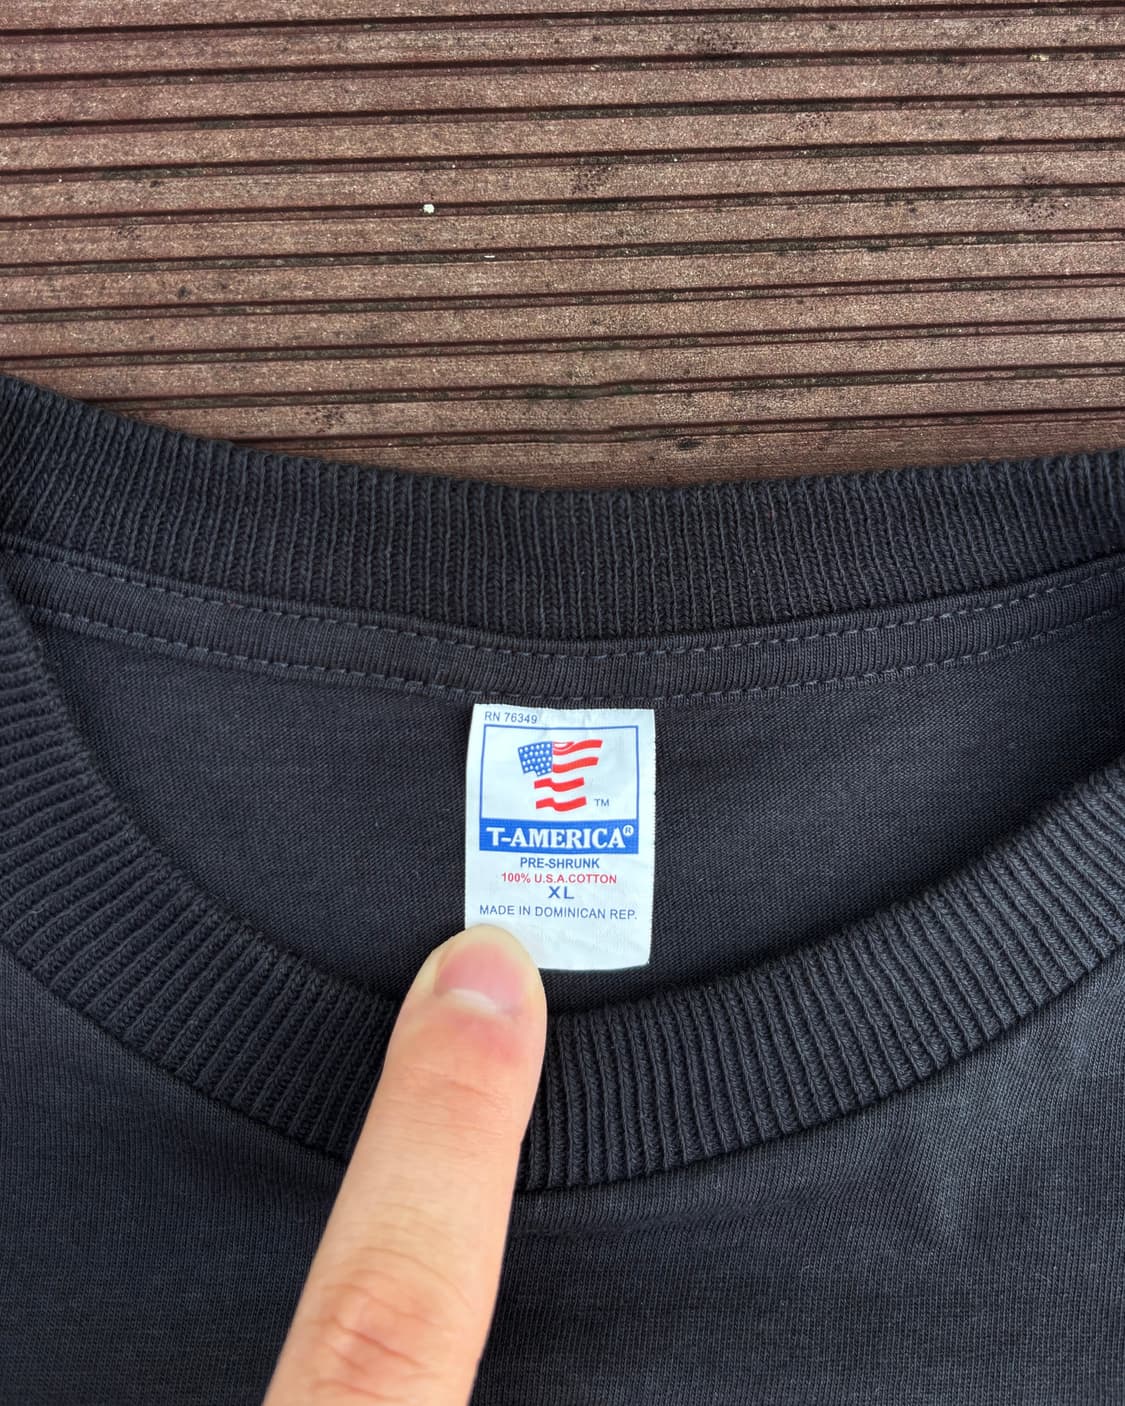 RN 76349
TM
T-AMERICA®
PRE-SHRUNK
100% U.S.A.COTTON
XL
MADE IN DOMINICAN REP.